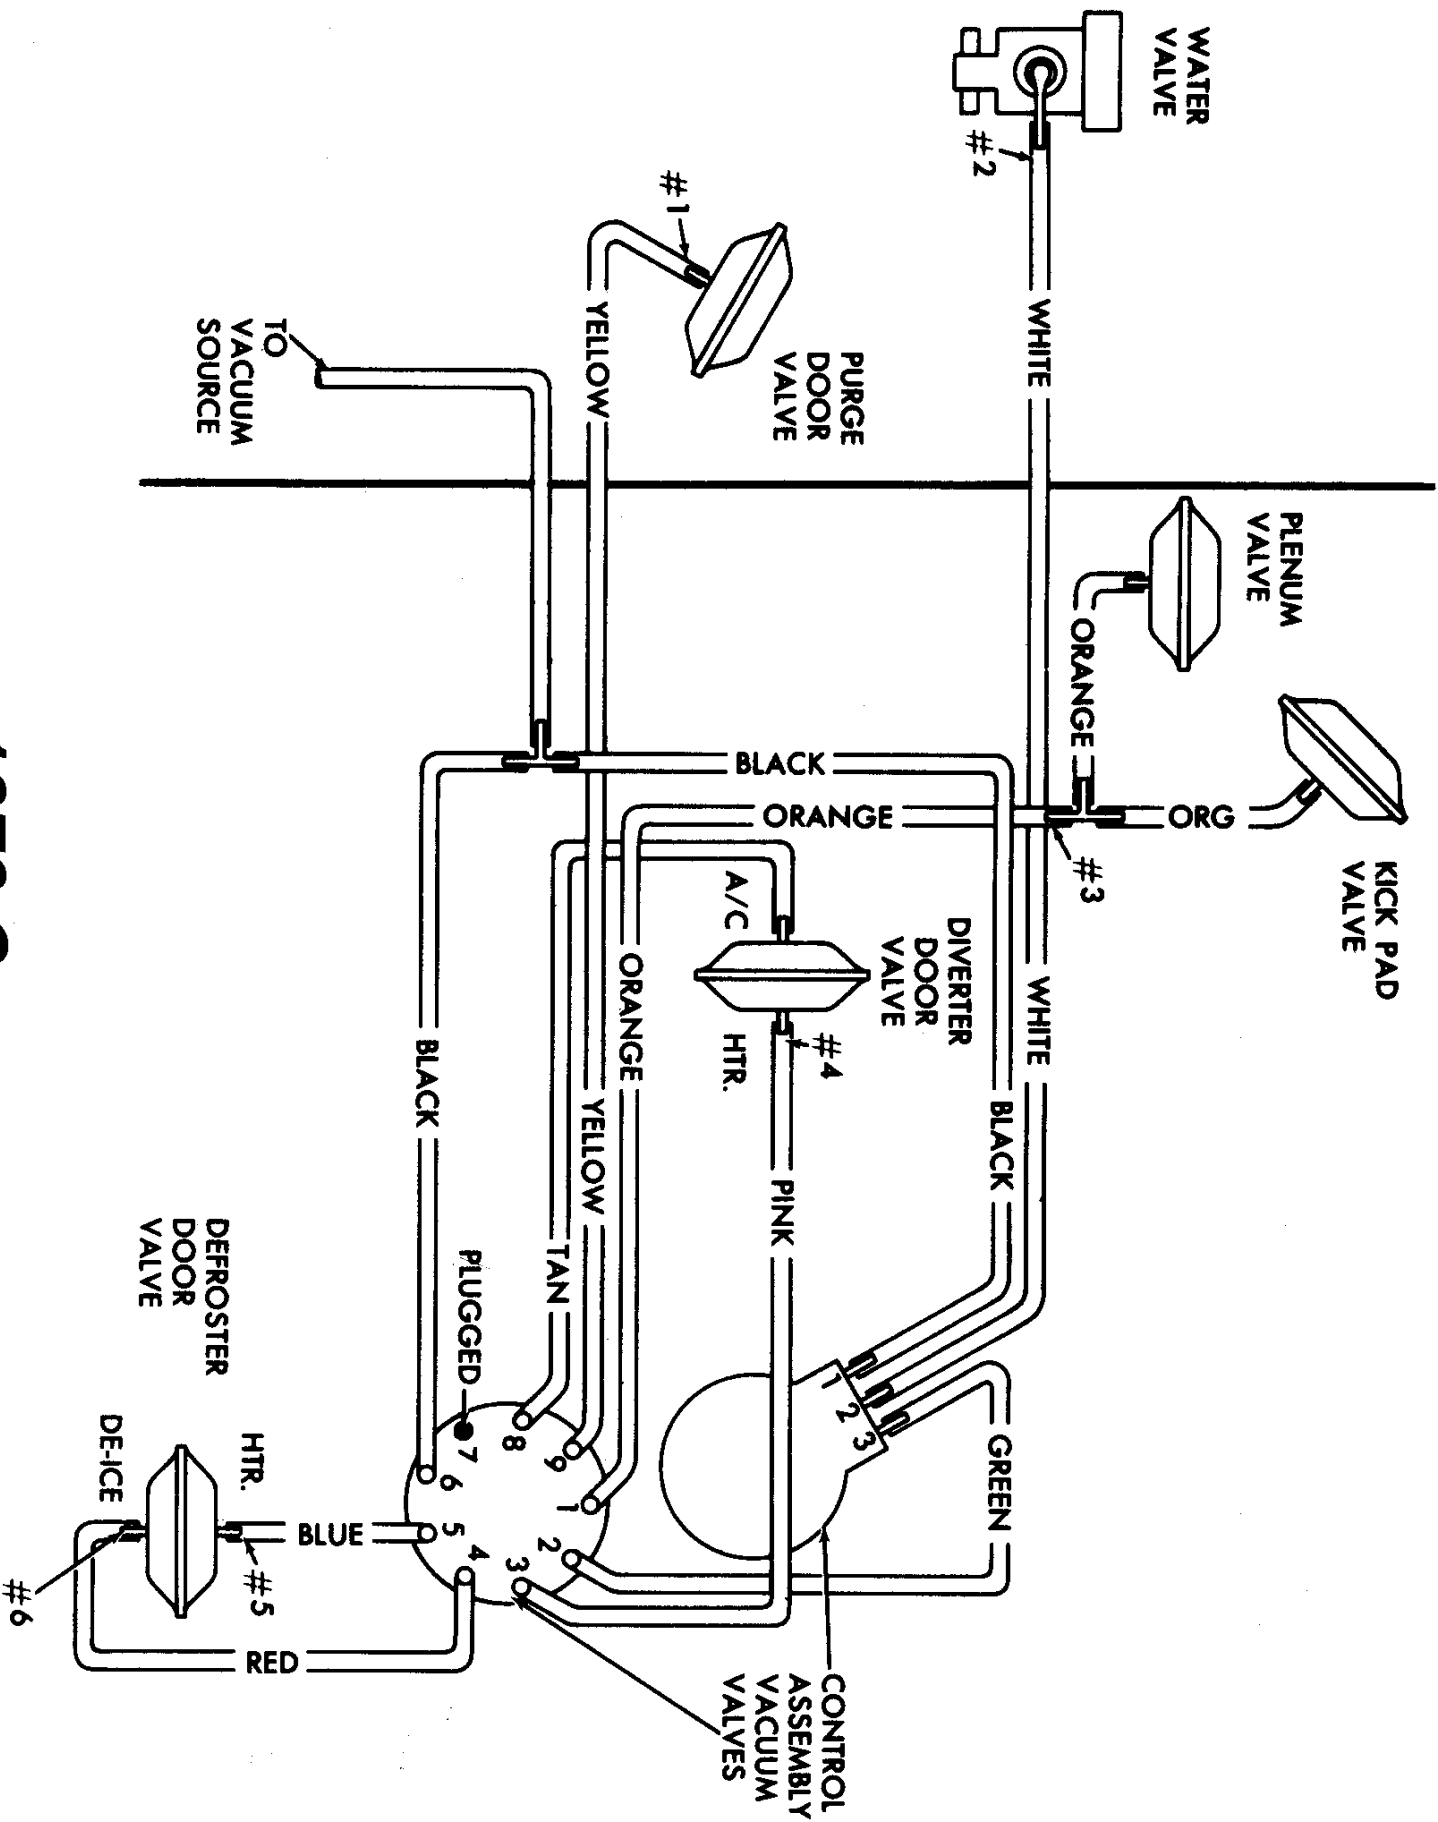 WATER
VALVE
#2
WHITE
#1
PURGE
DOOR
VALVE
YELLOW
TO
VACUUM
SOURCE
PLENUM
VALVE
ORANGE
KICK PAD
VALVE
ORG
#3
BLACK
ORANGE
A/C
DIVERTER
DOOR
VALVE
HTR.
#4
WHITE
BLACK
ORANGE
YELLOW
BLACK
PINK
TAN
PLUGGED
DEFROSTER
DOOR
VALVE
1
2
3
GREEN
8
9
7
6
1
5
2
4
3
HTR.
DE-ICE
BLUE
#5
#6
RED
CONTROL
ASSEMBLY
VACUUM
VALVES